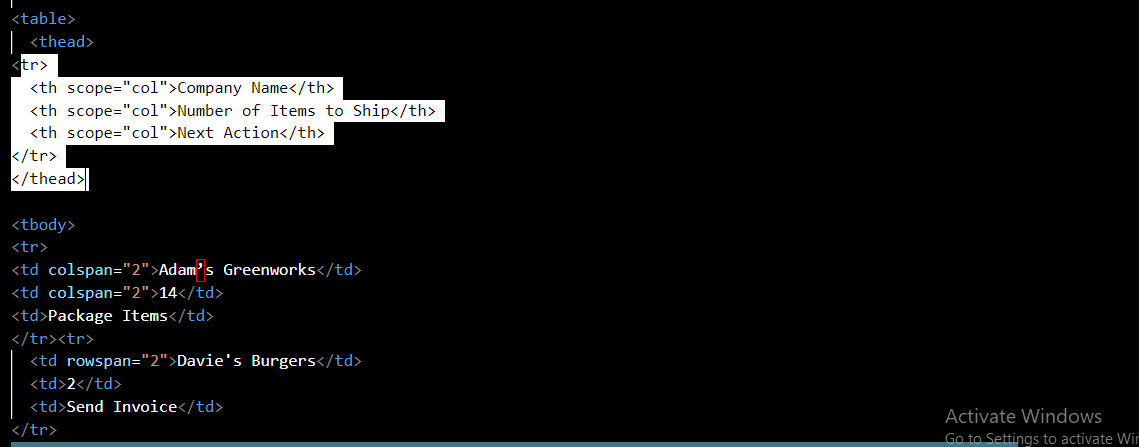 <table>
<thead>
<tr>
<th scope="col">Company Name</th>
<th scope="col">Number of Items to Ship</th>
<th scope="col">Next Action</th>
</tr>
</thead>
<tbody>
<tr>
<td colspan="2">Adam’s Greenworks</td>
<td colspan="2">14</td>
<td>Package Items</td>
</tr><tr>
<td rowspan="2">Davie's Burgers</td>
<td>2</td>
<td>Send Invoice</td>
</tr>
Activate Windows
Go to Settings to activate Wi